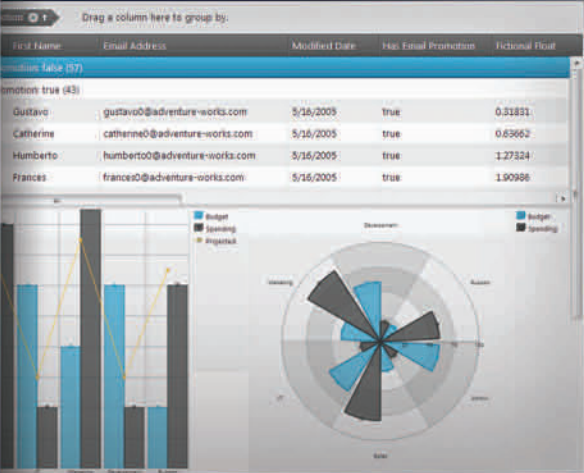 Drag a column here to group by.
First Name Email Address Modified Date Has Email Promotion Fictional Float
false (57)
true (43)
Gustavo gustavo0@adventure-works.com 5/16/2005 true 0.31831
Catherine catherine0@adventure-works.com 5/16/2005 true 0.63662
Humberto humberto0@adventure-works.com 5/16/2005 true 1.27324
Frances frances0@adventure-works.com 5/16/2005 true 1.90986
Budget
Spending
Projected
Development
Budget
Spending
Marketing
Russia
IT
Sales